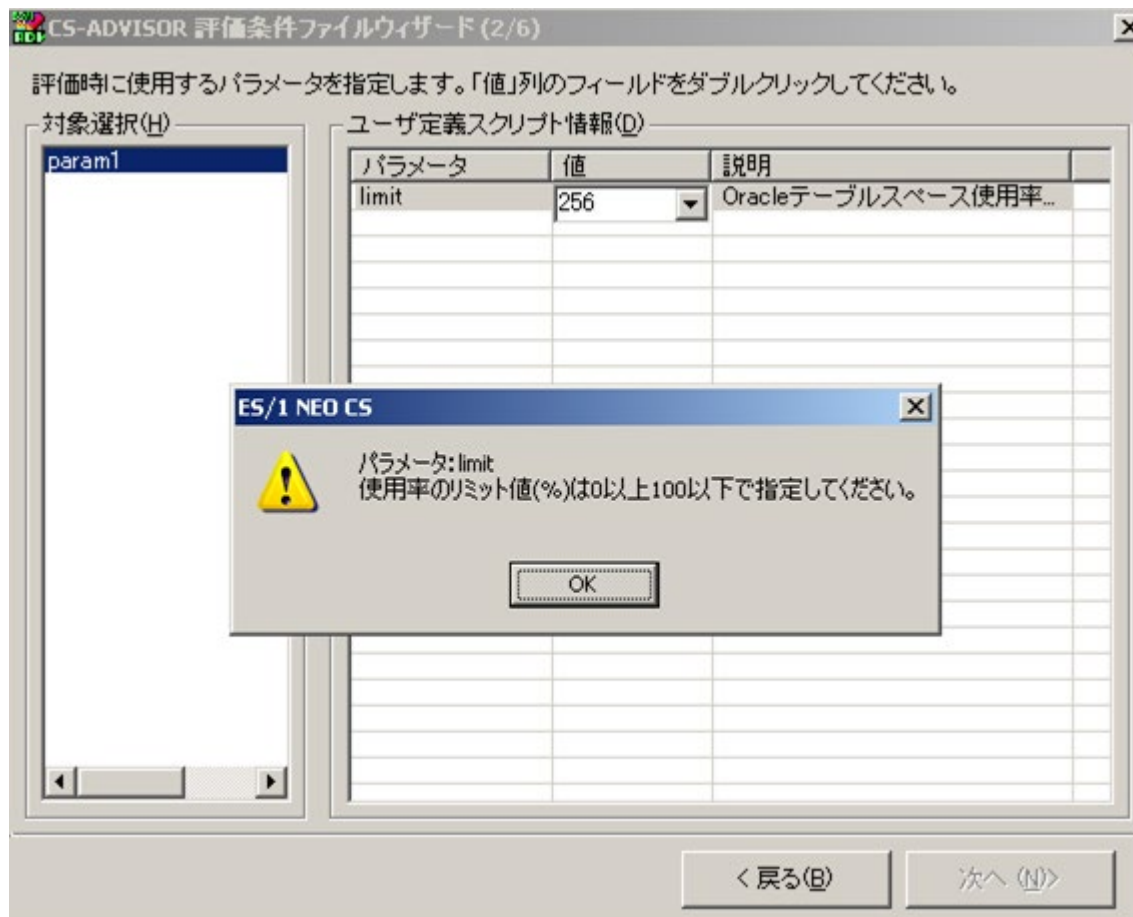 CS-ADVISOR 評価条件ファイルウィザード (2/6)
評価時に使用するパラメータを指定します。「値」列のフィールドをダブルクリックしてください。
対象選択(H)
param1
ユーザ定義スクリプト情報(D)
パラメータ 値 説明
limit 256 Oracleテーブルスペース使用率...
ES/1 NEO CS
パラメータ:limit
使用率のリミット値(%)は0以上100以下で指定してください。
OK
< 戻る(B)
次へ (N)>